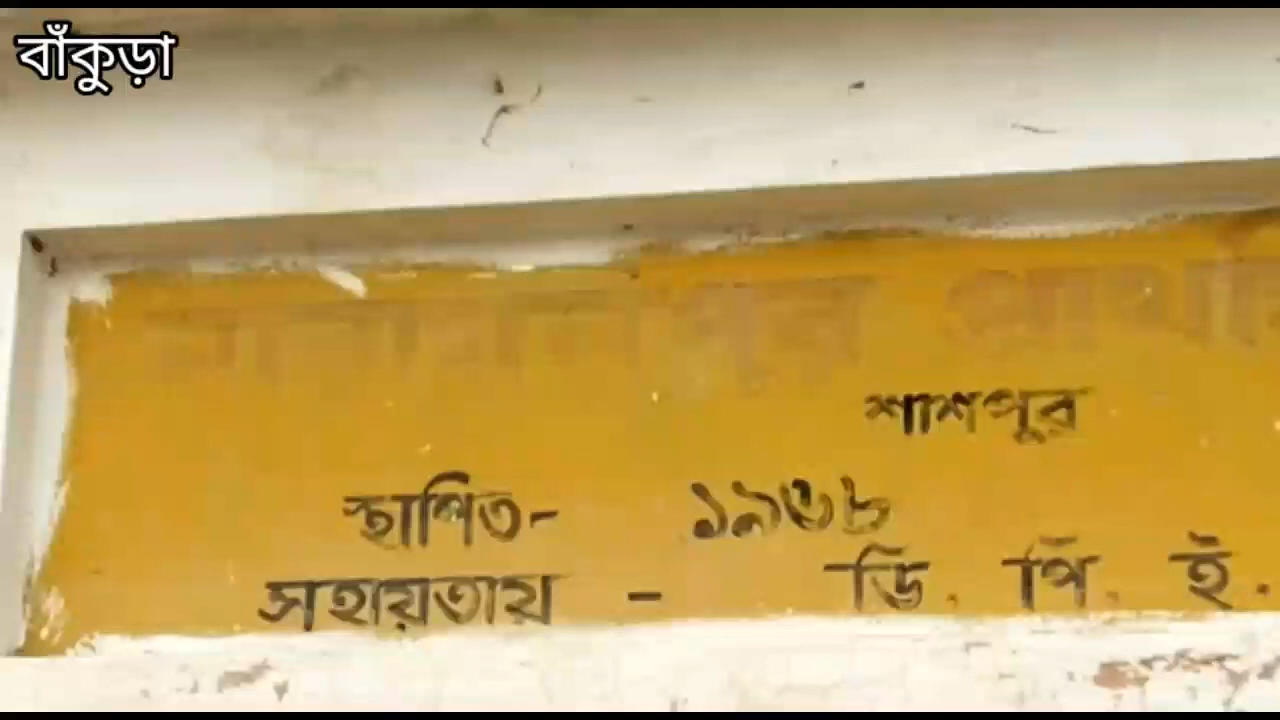 বাঁকুড়া
শাশপুর
স্থাপিত- ১৯৬৮
সহায়তায় - ডি. পি. ই.